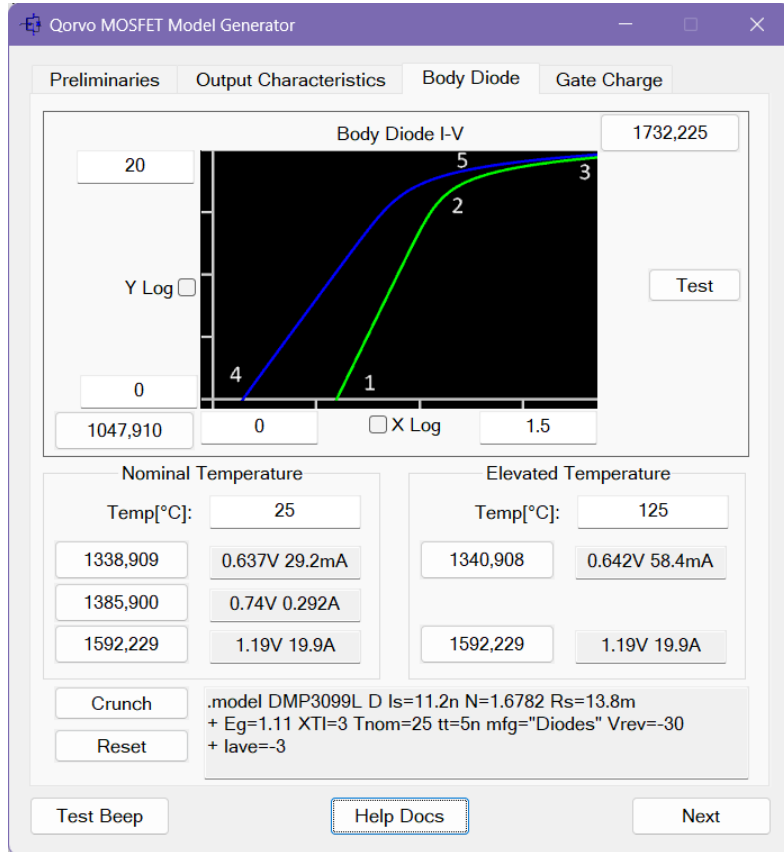 Qorvo MOSFET Model Generator
Preliminaries Output Characteristics Body Diode Gate Charge
Body Diode I-V 1732,225
20
5
3
2
Y Log Test
4
1
0
1047,910 0 X Log 1.5
Nominal Temperature Elevated Temperature
Temp[°C]: 25 Temp[°C]: 125
1338,909 0.637V 29.2mA 1340,908 0.642V 58.4mA
1385,900 0.74V 0.292A
1592,229 1.19V 19.9A 1592,229 1.19V 19.9A
Crunch .model DMP3099L D Is=11.2n N=1.6782 Rs=13.8m
+ Eg=1.11 XTI=3 Tnom=25 tt=5n mfg="Diodes" Vrev=-30
Reset + Iave=-3
Test Beep Help Docs Next